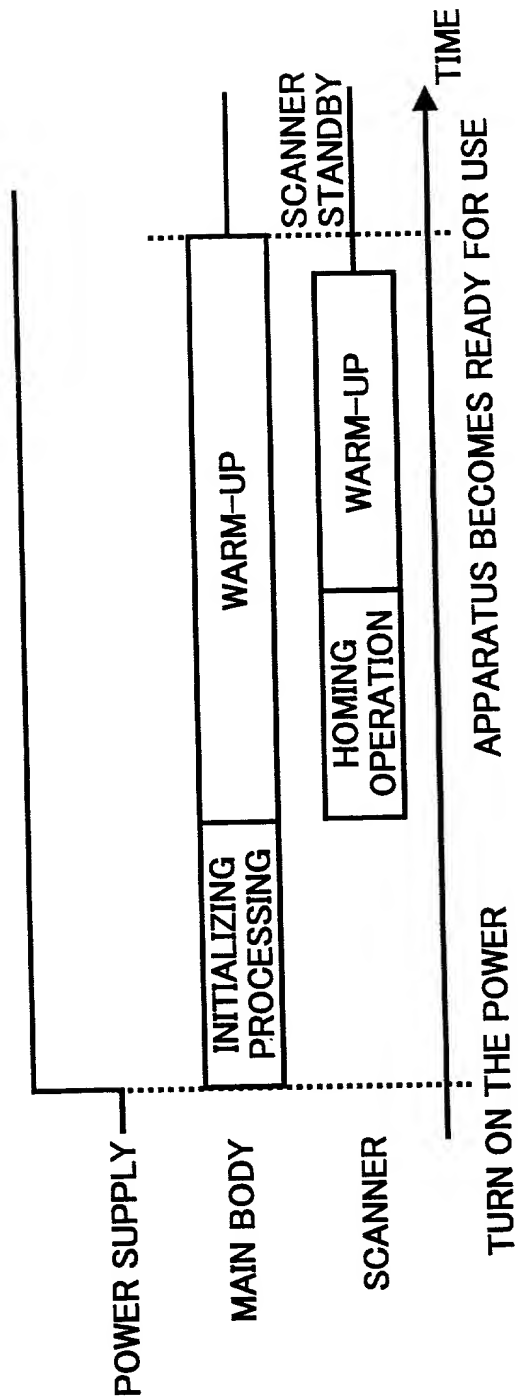 POWER SUPPLY
MAIN BODY
INITIALIZING
PROCESSING
WARM-UP
SCANNER
HOMING
OPERATION
WARM-UP
SCANNER
STANDBY
TIME
TURN ON THE POWER
APPARATUS BECOMES READY FOR USE